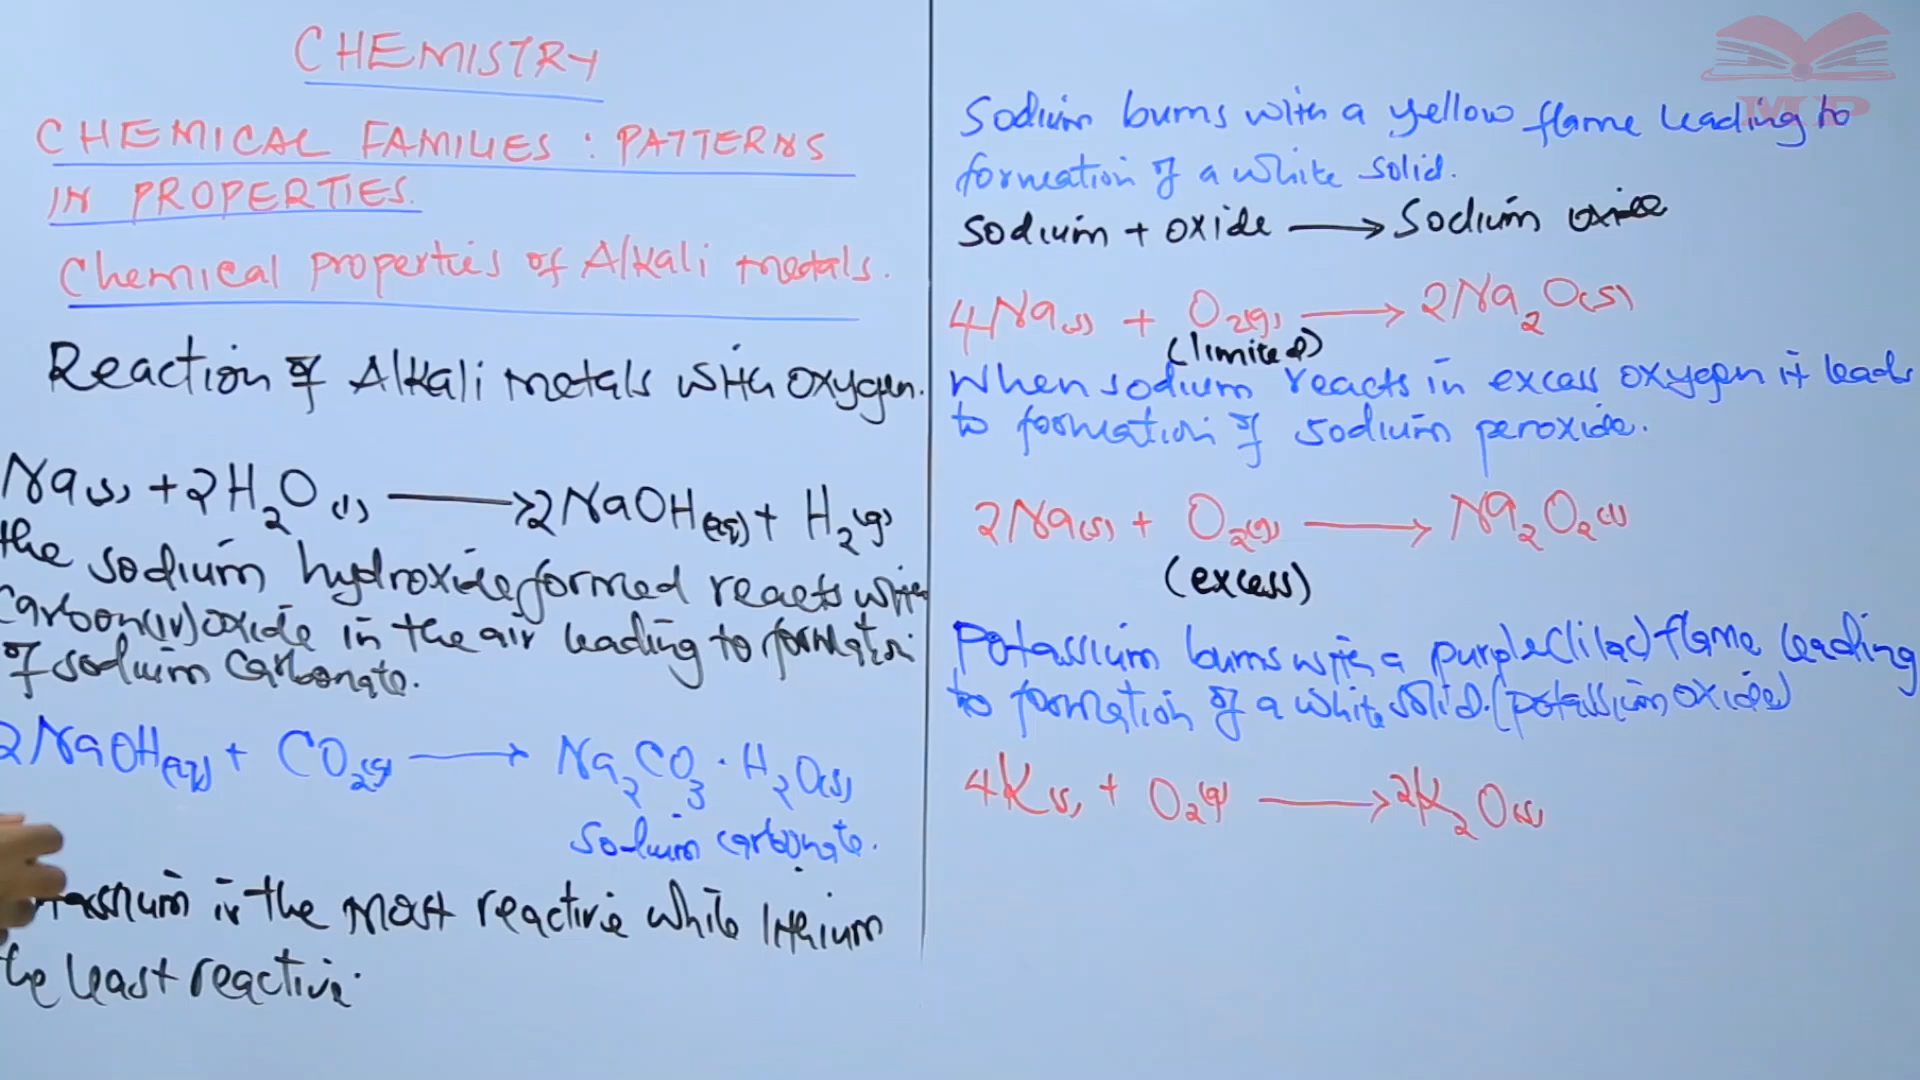 CHEMISTRY
CHEMICAL FAMILIES : PATTERNS
IN PROPERTIES.
Chemical properties of Alkali metals.
Reaction of Alkali metals with oxygen.
Na(s) + 2H2O(l) → 2NaOH(aq) + H2(g)
the sodium hydroxide formed reacts with
carbon(iv)oxide in the air leading to formation
of sodium carbonate.
2NaOH(aq) + CO2(g) → Na2CO3 · H2O(s)
Sodium carbonate.
is the most reactive while lithium
the least reactive.
MP
Sodium burns with a yellow flame leading to
formation of a white solid.
sodium + oxide → Sodium oxide
4Na(s) + O2(g) → 2Na2O(s)
(limited)
When sodium reacts in excess oxygen it leads
to formation of sodium peroxide.
2Na(s) + O2(g) → Na2O2(s)
(excess)
Potassium burns with a purple(lilac) flame leading
to formation of a white solid. (potassium oxide)
4K(s) + O2(g) → 2K2O(s)